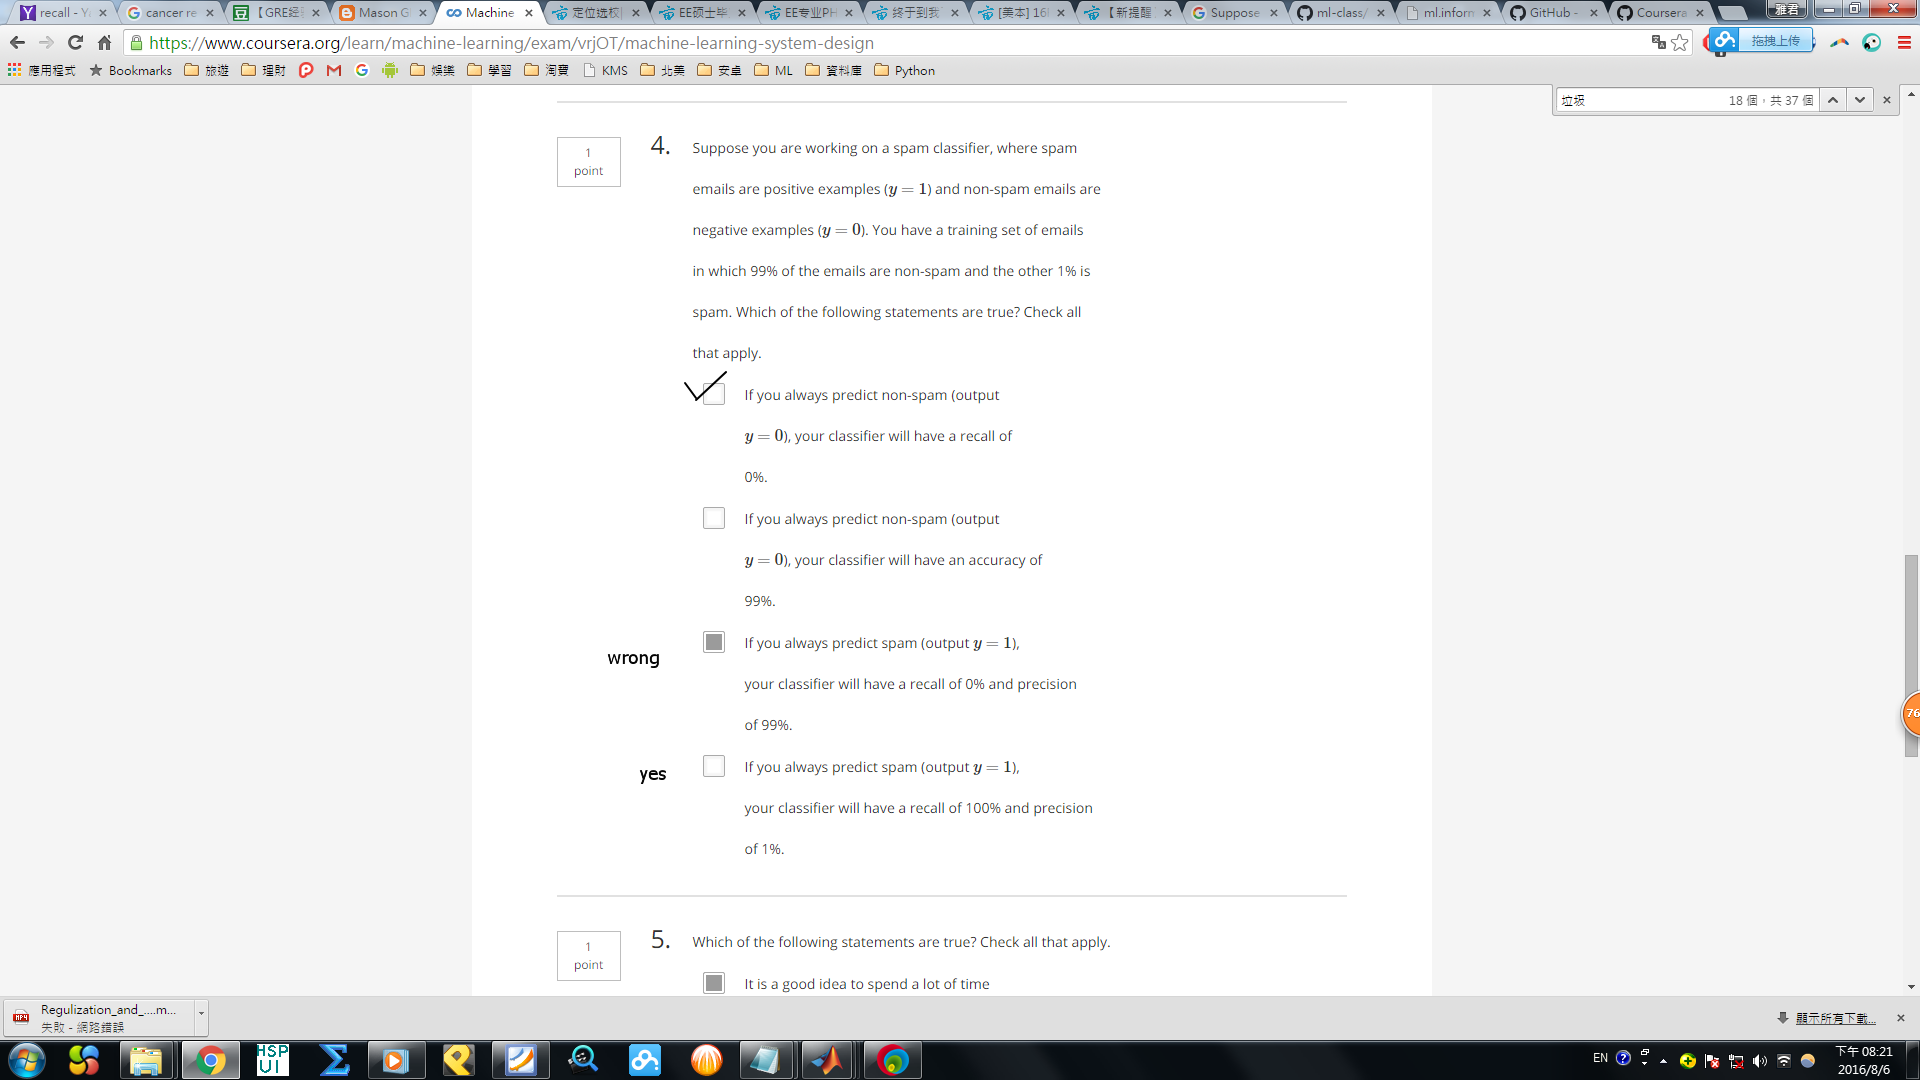 recall - Y
cancer re
【GRE经
Mason G
Machine
定位选校
EE硕士毕
EE专业PH
终于到我
[美本] 16
【新提醒
Suppose
ml-class/
ml.inform
GitHub -
Coursera
雅君
https://www.coursera.org/learn/machine-learning/exam/vrjOT/machine-learning-system-design
拖拽上传
應用程式
Bookmarks
旅遊
理財
娛樂
學習
淘寶
KMS
北美
安卓
ML
資料庫
Python
垃圾
18 個，共 37 個
1
point
4.
Suppose you are working on a spam classifier, where spam
emails are positive examples (y = 1) and non-spam emails are
negative examples (y = 0). You have a training set of emails
in which 99% of the emails are non-spam and the other 1% is
spam. Which of the following statements are true? Check all
that apply.
If you always predict non-spam (output
y = 0), your classifier will have a recall of
0%.
If you always predict non-spam (output
y = 0), your classifier will have an accuracy of
99%.
If you always predict spam (output y = 1),
wrong
your classifier will have a recall of 0% and precision
of 99%.
If you always predict spam (output y = 1),
yes
your classifier will have a recall of 100% and precision
of 1%.
76
1
point
5.
Which of the following statements are true? Check all that apply.
It is a good idea to spend a lot of time
Regulization_and_....m...
失敗 - 網路錯誤
顯示所有下載...
HSP
UI
EN
下午 08:21
2016/8/6